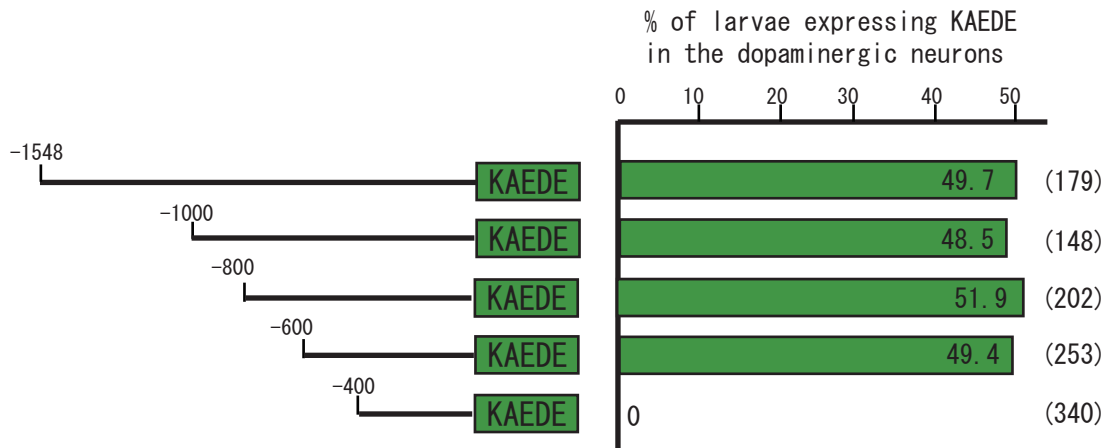 % of larvae expressing KAEDE
in the dopaminergic neurons
0 10 20 30 40 50
-1548
KAEDE 49.7 (179)
-1000
KAEDE 48.5 (148)
-800
KAEDE 51.9 (202)
-600
KAEDE 49.4 (253)
-400
KAEDE 0 (340)